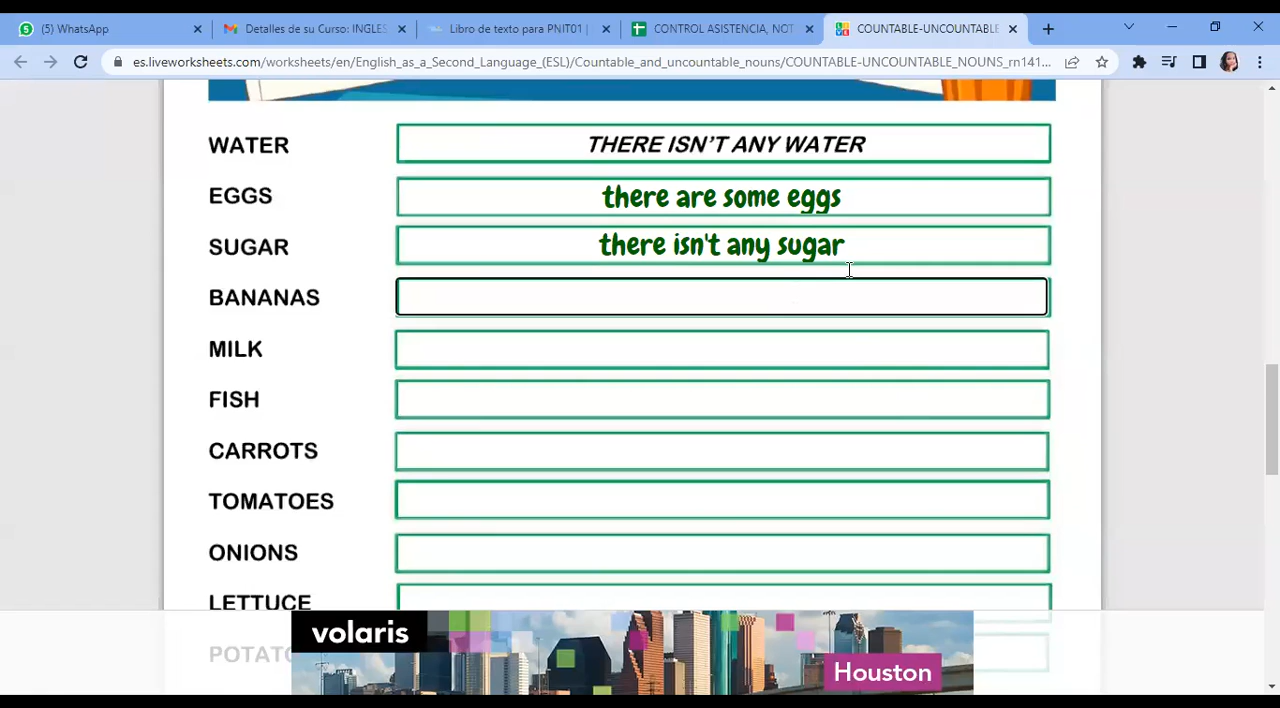 (5) WhatsApp
Detalles de su Curso: INGLES
Libro de texto para PNIT01 |
CONTROL ASISTENCIA, NOT
COUNTABLE-UNCOUNTABLE
es.liveworksheets.com/worksheets/en/English_as_a_Second_Language_(ESL)/Countable_and_uncountable_nouns/COUNTABLE-UNCOUNTABLE_NOUNS_rn141...
WATER THERE ISN'T ANY WATER
EGGS there are some eggs
SUGAR there isn't any sugar
BANANAS
MILK
FISH
CARROTS
TOMATOES
ONIONS
LETTUCE
POTATO
volaris
Houston